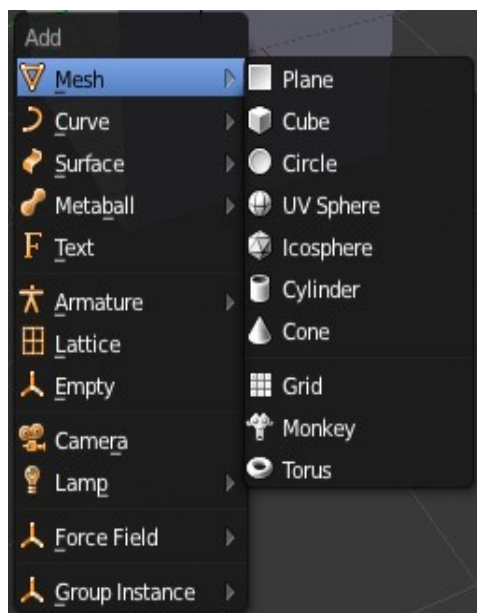 Add
Mesh
Curve
Surface
Metaball
Text
Armature
Lattice
Empty
Camera
Lamp
Force Field
Group Instance
Plane
Cube
Circle
UV Sphere
Icosphere
Cylinder
Cone
Grid
Monkey
Torus